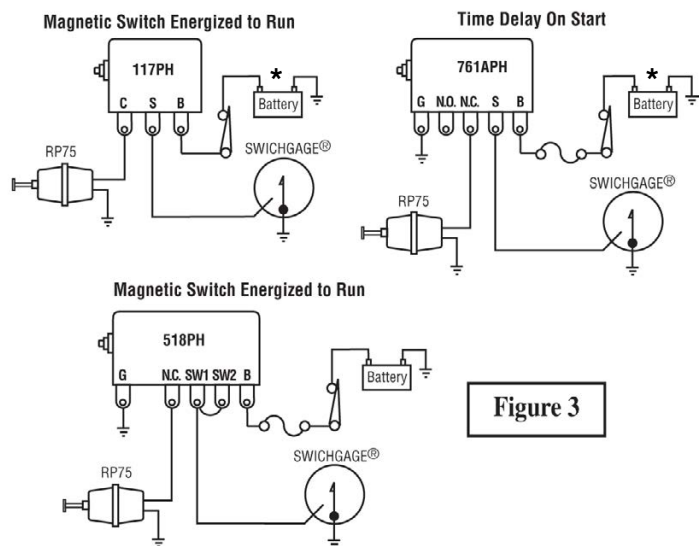 Magnetic Switch Energized to Run
117PH
C S B
*
Battery
RP75
SWICHGAGE®
Time Delay On Start
761APH
G N.O. N.C. S B
*
Battery
RP75
SWICHGAGE®
Magnetic Switch Energized to Run
518PH
G N.C. SW1 SW2 B
Battery
RP75
SWICHGAGE®
Figure 3